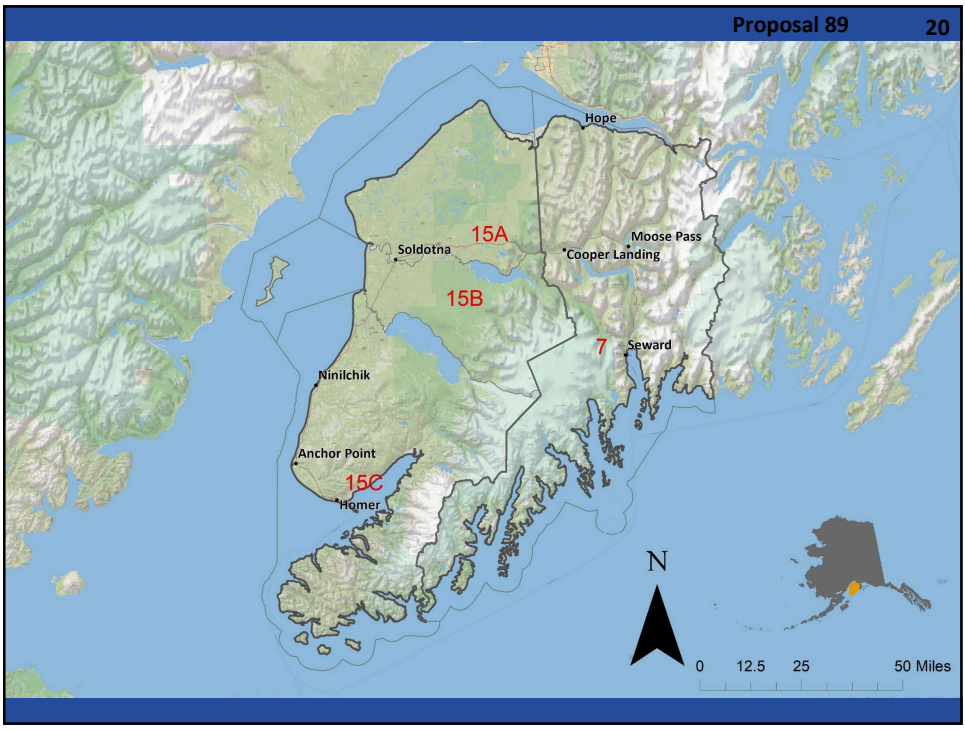 Proposal 89
20
Hope
15A
Moose Pass
Soldotna
Cooper Landing
15B
7
Seward
Ninilchik
Anchor Point
15C
Homer
N
0 12.5 25 50 Miles